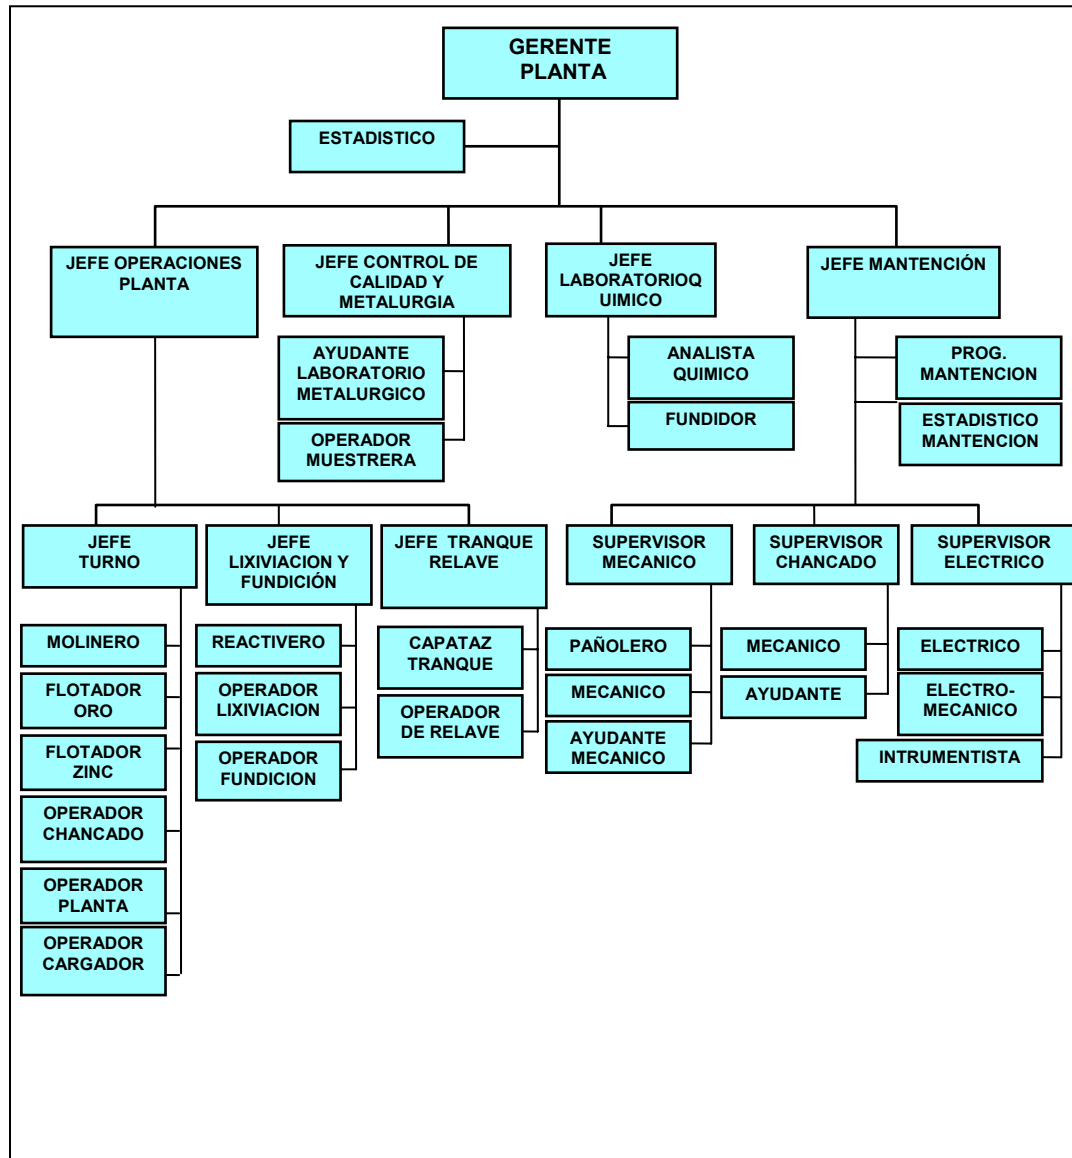 GERENTE
PLANTA
ESTADISTICO
JEFE OPERACIONES
PLANTA
JEFE CONTROL DE
CALIDAD Y
METALURGIA
JEFE
LABORATORIOQ
UIMICO
JEFE MANTENCIÓN
AYUDANTE
LABORATORIO
METALURGICO
OPERADOR
MUESTRERA
ANALISTA
QUIMICO
FUNDIDOR
PROG.
MANTENCION
ESTADISTICO
MANTENCION
JEFE
TURNO
JEFE
LIXIVIACION Y
FUNDICIÓN
JEFE TRANQUE
RELAVE
SUPERVISOR
MECANICO
SUPERVISOR
CHANCADO
SUPERVISOR
ELECTRICO
MOLINERO
FLOTADOR
ORO
FLOTADOR
ZINC
OPERADOR
CHANCADO
OPERADOR
PLANTA
OPERADOR
CARGADOR
REACTIVERO
OPERADOR
LIXIVIACION
OPERADOR
FUNDICION
CAPATAZ
TRANQUE
OPERADOR
DE RELAVE
PAÑOLERO
MECANICO
AYUDANTE
MECANICO
MECANICO
AYUDANTE
ELECTRICO
ELECTRO-
MECANICO
INTRUMENTISTA